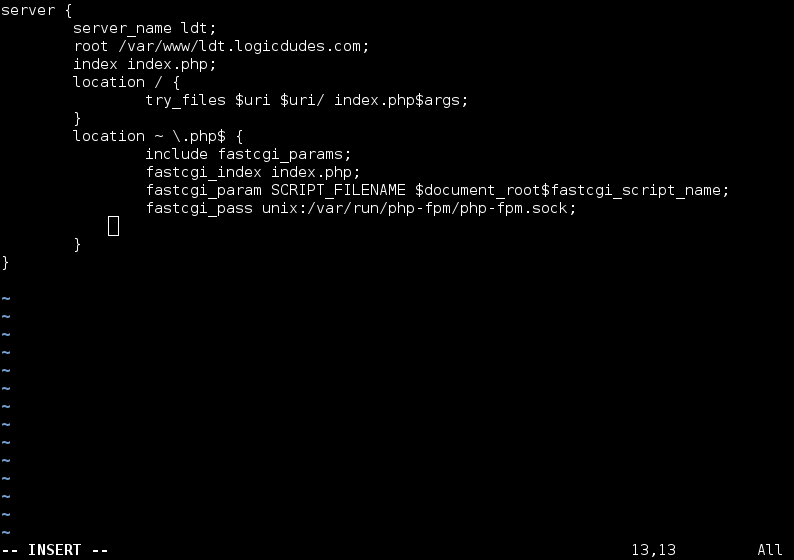 server {
        server_name ldt;
        root /var/www/ldt.logicdudes.com;
        index index.php;
        location / {
                try_files $uri $uri/ index.php$args;
        }
        location ~ \.php$ {
                include fastcgi_params;
                fastcgi_index index.php;
                fastcgi_param SCRIPT_FILENAME $document_root$fastcgi_script_name;
                fastcgi_pass unix:/var/run/php-fpm/php-fpm.sock;
        }
}
~
~
~
~
~
~
~
~
~
~
~
~
~
~
-- INSERT -- 13,13 All